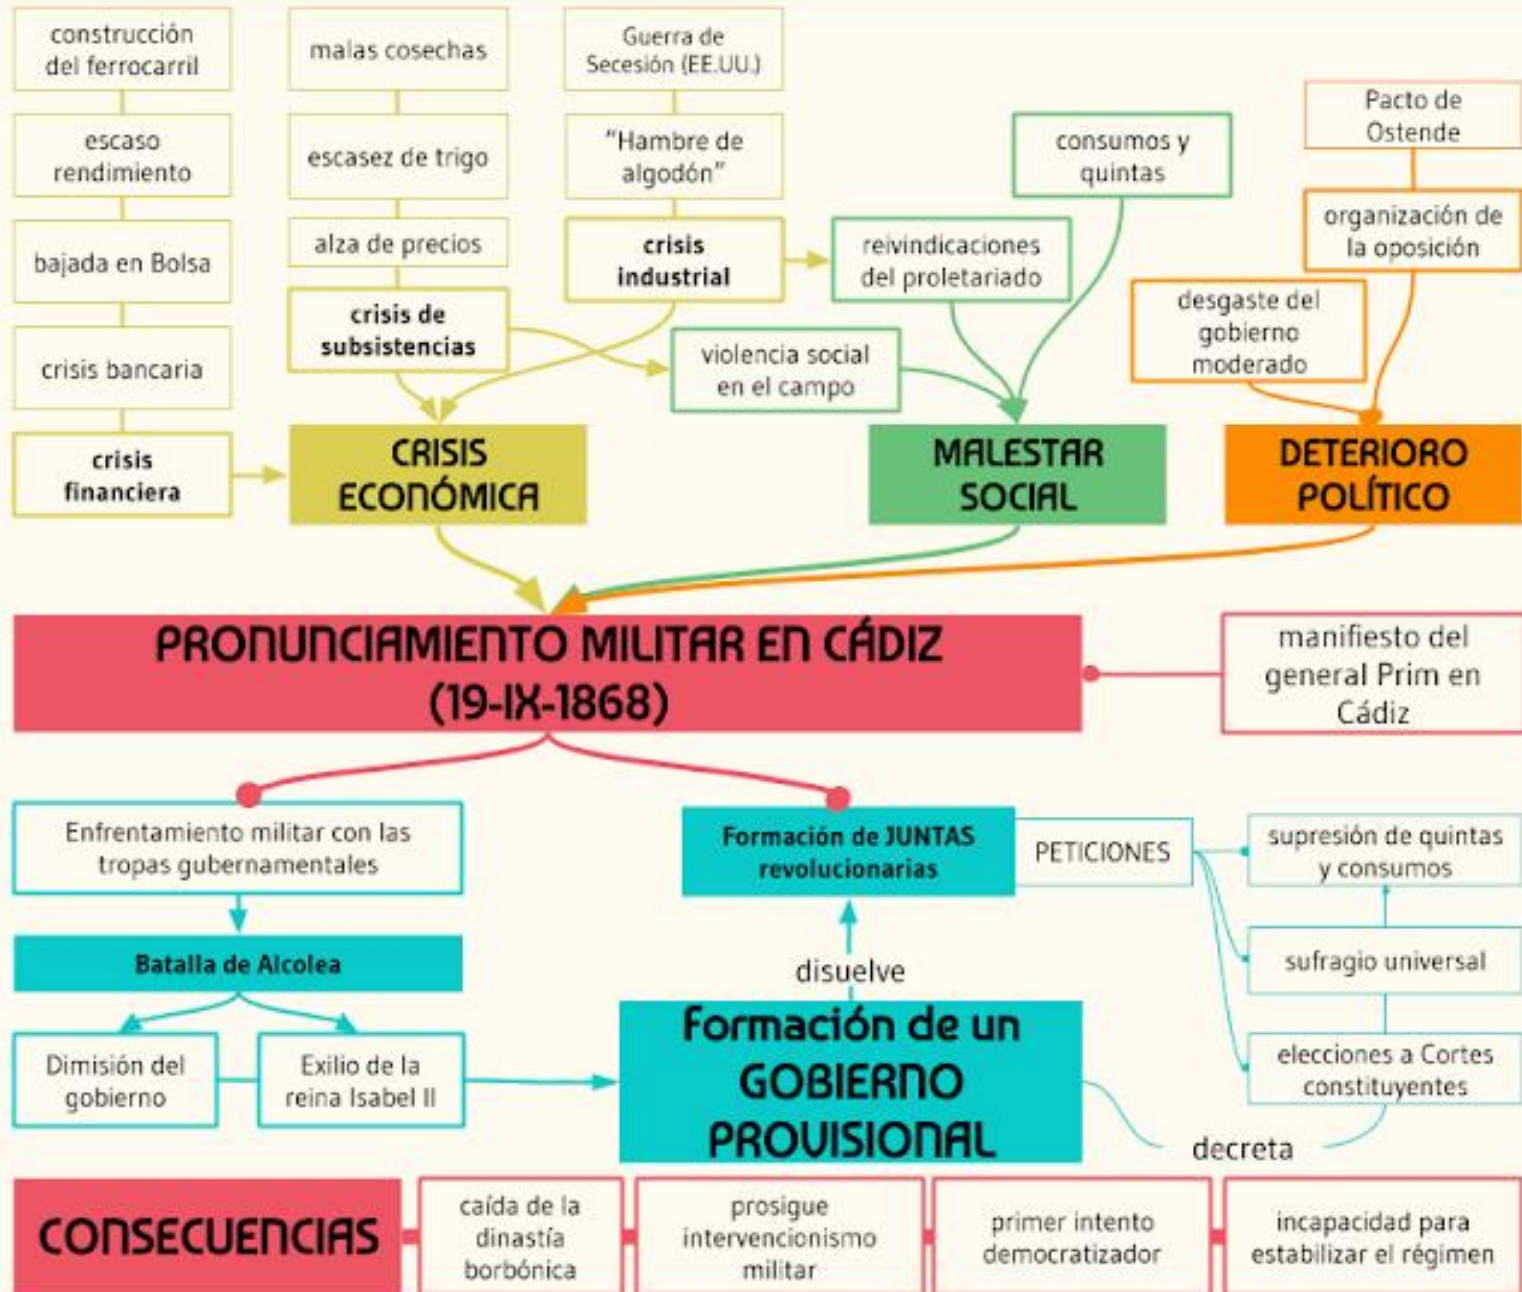 construcción
del ferrocarril
escaso
rendimiento
bajada en Bolsa
crisis bancaria
crisis
financiera
malas cosechas
escasez de trigo
alza de precios
crisis de
subsistencias
Guerra de
Secesión (EE.UU.)
"Hambre de
algodón"
crisis
industrial
reivindicaciones
del proletariado
violencia social
en el campo
consumos y
quintas
Pacto de
Ostende
organización de
la oposición
desgaste del
gobierno
moderado
CRISIS
ECONÓMICA
MALESTAR
SOCIAL
DETERIORO
POLÍTICO
PRONUNCIAMIENTO MILITAR EN CÁDIZ
(19-IX-1868)
manifiesto del
general Prim en
Cádiz
Enfrentamiento militar con las
tropas gubernamentales
Batalla de Alcolea
Dimisión del
gobierno
Exilio de la
reina Isabel II
Formación de JUNTAS
revolucionarias
PETICIONES
supresión de quintas
y consumos
sufragio universal
elecciones a Cortes
constituyentes
disuelve
Formación de un
GOBIERNO
PROVISIONAL
decreta
CONSECUENCIAS
caída de la
dinastía
borbónica
prosigue
intervencionismo
militar
primer intento
democratizador
incapacidad para
estabilizar el régimen